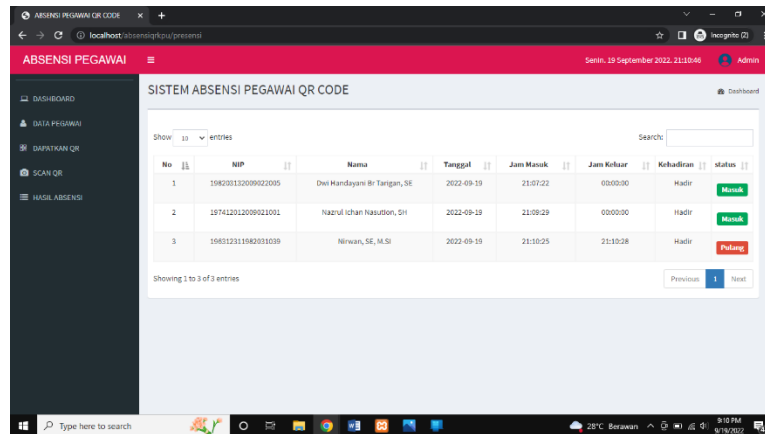 ABSENSI PEGAWAI QR CODE
localhost/absensiqrkpu/presensi
Incognito (2)
ABSENSI PEGAWAI
Senin, 19 September 2022, 21:10:46
Admin
SISTEM ABSENSI PEGAWAI QR CODE
Dashboard
DASHBOARD
DATA PEGAWAI
DAPATKAN QR
SCAN QR
HASIL ABSENSI
Show 10 entries
Search:
No NIP Nama Tanggal Jam Masuk Jam Keluar Kehadiran status
1 198203132009022005 Dwi Handayani Br Tarigan, SE 2022-09-19 21:07:22 00:00:00 Hadir Masuk
2 197412012009021001 Nazrul Ichan Nasution, SH 2022-09-19 21:09:29 00:00:00 Hadir Masuk
3 196312311982031039 Nirwan, SE, M.SI 2022-09-19 21:10:25 21:10:28 Hadir Pulang
Showing 1 to 3 of 3 entries
Previous 1 Next
Type here to search
28°C Berawan
9:10 PM
9/19/2022